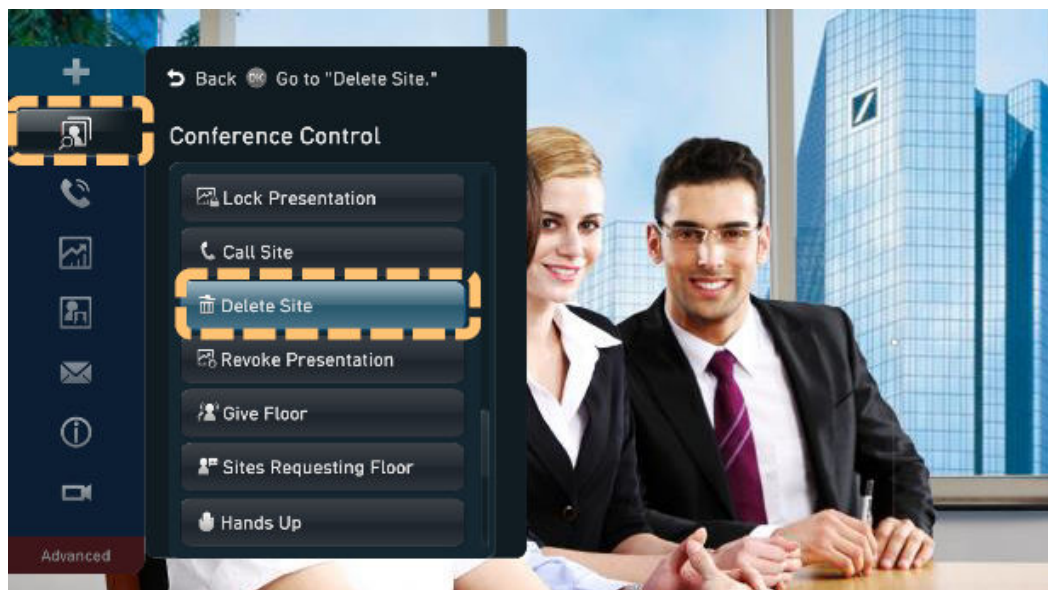 Back OK Go to "Delete Site."
Conference Control
Lock Presentation
Call Site
Delete Site
Revoke Presentation
Give Floor
Sites Requesting Floor
Hands Up
Advanced